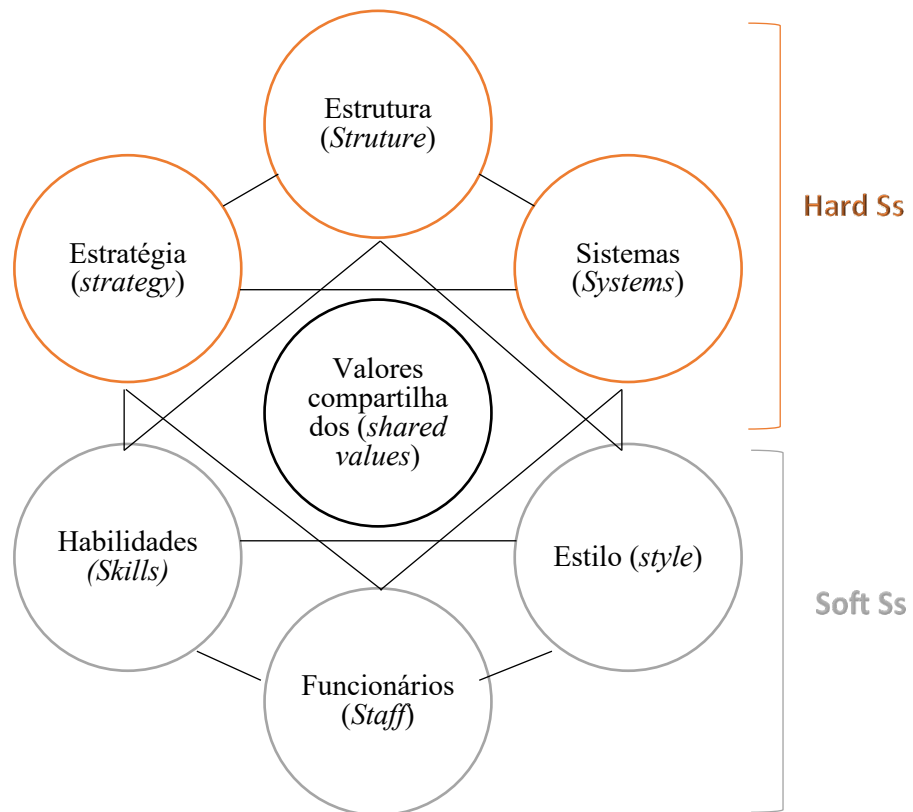 Estrutura
(Struture)
Estratégia
(strategy)
Sistemas
(Systems)
Hard Ss
Valores
compartilha
dos (shared
values)
Habilidades
(Skills)
Estilo (style)
Soft Ss
Funcionários
(Staff)